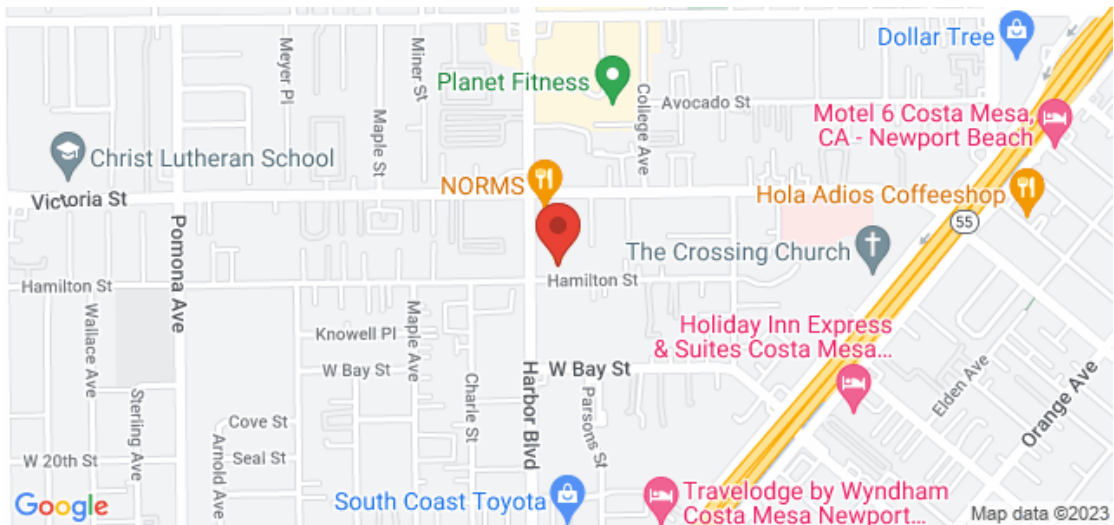 Dollar Tree
Planet Fitness
Meyer Pl
Miner St
Maple St
College Ave
Avocado St
Motel 6 Costa Mesa,
CA - Newport Beach
Christ Lutheran School
NORMS
Hola Adios Coffeeshop
Victoria St
55
Pomona Ave
The Crossing Church
Hamilton St
Hamilton St
Wallace Ave
Maple Ave
Knowell Pl
Holiday Inn Express
& Suites Costa Mesa...
W Bay St
W Bay St
Harbor Blvd
Charle St
Parsons St
Elden Ave
Orange Ave
Sterling Ave
Arnold Ave
Cove St
W 20th St
Seal St
South Coast Toyota
Travelodge by Wyndham
Costa Mesa Newport...
Google
Map data ©2023